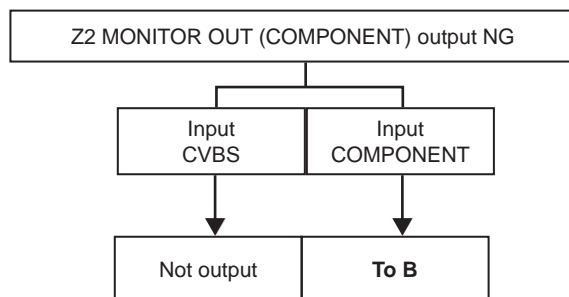 Z2 MONITOR OUT (COMPONENT) output NG
Input
CVBS
Input
COMPONENT
Not output
To B